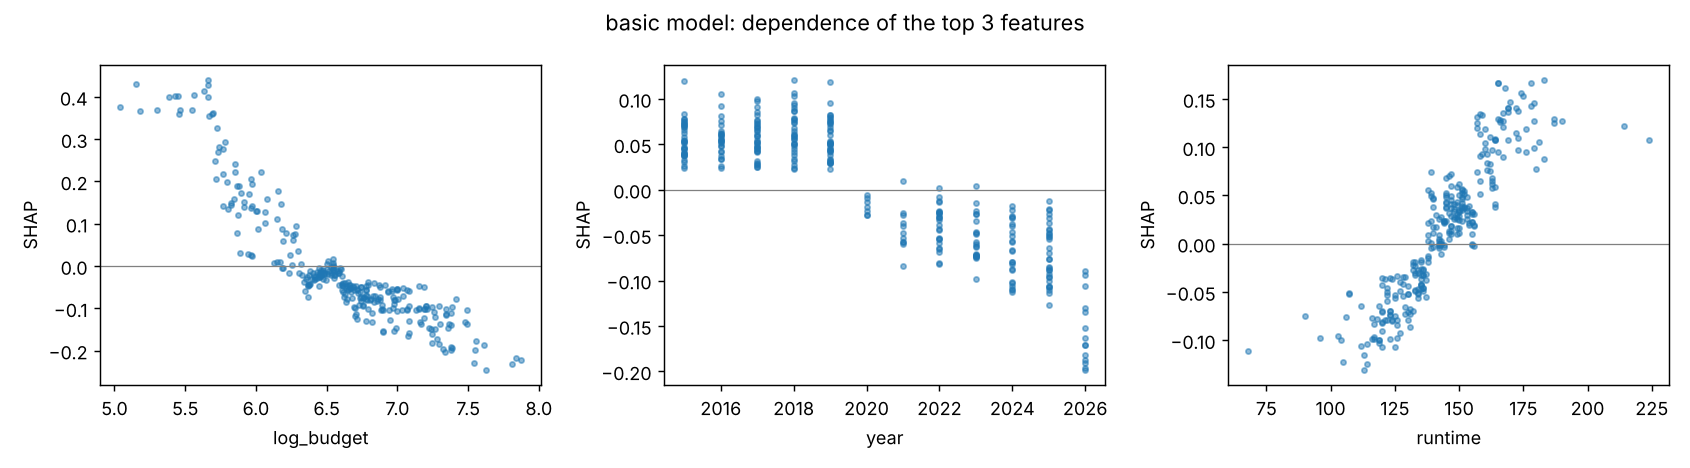 basic model: dependence of the top 3 features
SHAP
0.4
0.3
0.2
0.1
0.0
−0.1
−0.2
5.0 5.5 6.0 6.5 7.0 7.5 8.0
log_budget
SHAP
0.10
0.05
0.00
−0.05
−0.10
−0.15
−0.20
2016 2018 2020 2022 2024 2026
year
SHAP
0.15
0.10
0.05
0.00
−0.05
−0.10
75 100 125 150 175 200 225
runtime